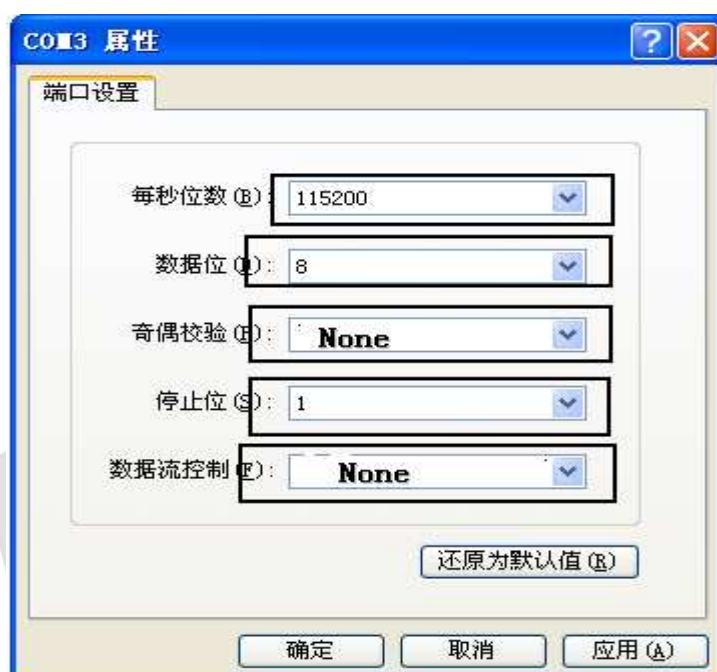 COM3 属性
端口设置
每秒位数(B): 115200
数据位(D): 8
奇偶校验(P): None
停止位(S): 1
数据流控制(F): None
还原为默认值(R)
确定 取消 应用(A)